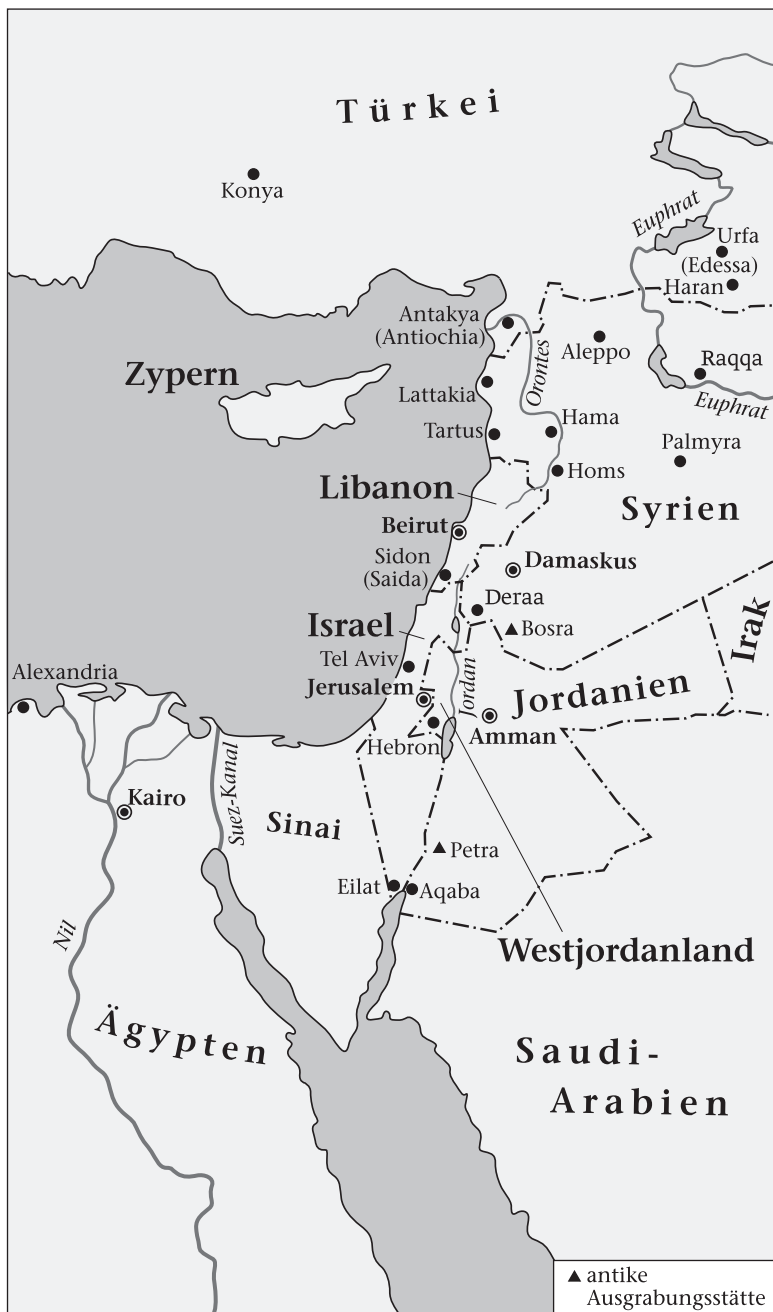 Türkei
Konya
Euphrat
Urfa
(Edessa)
Haran
Antakya
(Antiochia)
Orontes
Aleppo
Raqqa
Euphrat
Zypern
Lattakia
Tartus
Hama
Palmyra
Homs
Libanon
Syrien
Beirut
Sidon
(Saida)
Damaskus
Deraa
Israel
Bosra
Irak
Tel Aviv
Alexandria
Jerusalem
Jordan
Jordanien
Hebron
Amman
Kairo
Suez-Kanal
Sinai
Petra
Eilat
Aqaba
Nil
Westjordanland
Ägypten
Saudi-
Arabien
▲ antike
Ausgrabungsstätte